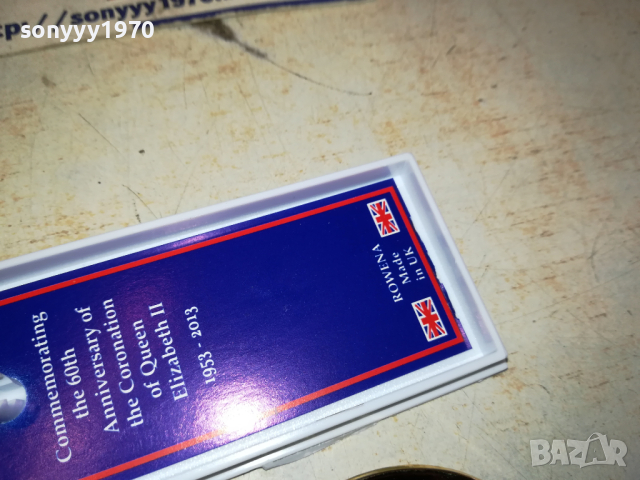 sonyyy1970
Commemorating
the 60th
Anniversary of
the Coronation
of Queen
Elizabeth II
1953 - 2013
ROWENA
Made
in UK
BAZAR
bg